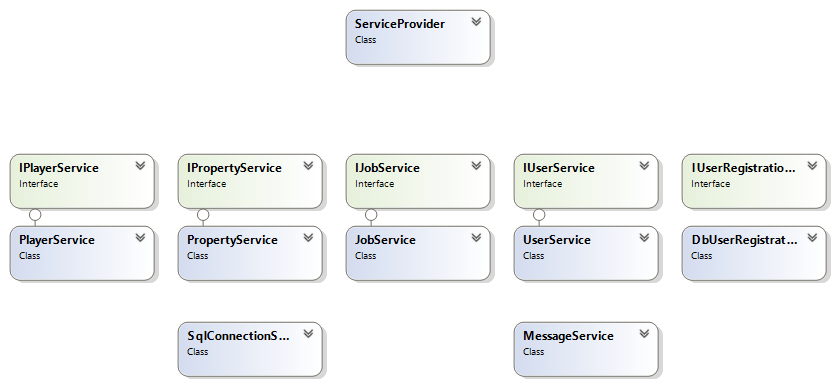 ServiceProvider
Class
IPlayerService
Interface
IPropertyService
Interface
IJobService
Interface
IUserService
Interface
IUserRegistratio...
Interface
PlayerService
Class
PropertyService
Class
JobService
Class
UserService
Class
DbUserRegistrat...
Class
SqlConnectionS...
Class
MessageService
Class